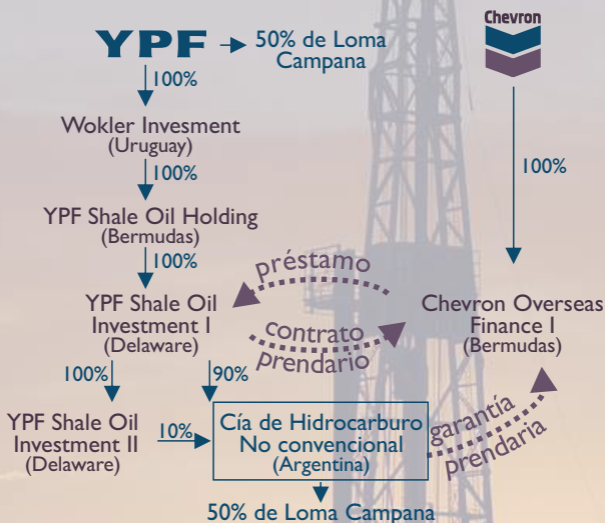 YPF
50% de Loma
Campana
Chevron
100%
Wokler Invesment
(Uruguay)
100%
100%
YPF Shale Oil Holding
(Bermudas)
100%
préstamo
YPF Shale Oil
Investment I
(Delaware)
contrato
prendario
Chevron Overseas
Finance I
(Bermudas)
100%
90%
YPF Shale Oil
Investment II
(Delaware)
10%
Cía de Hidrocarburo
No convencional
(Argentina)
garantía
prendaria
50% de Loma Campana